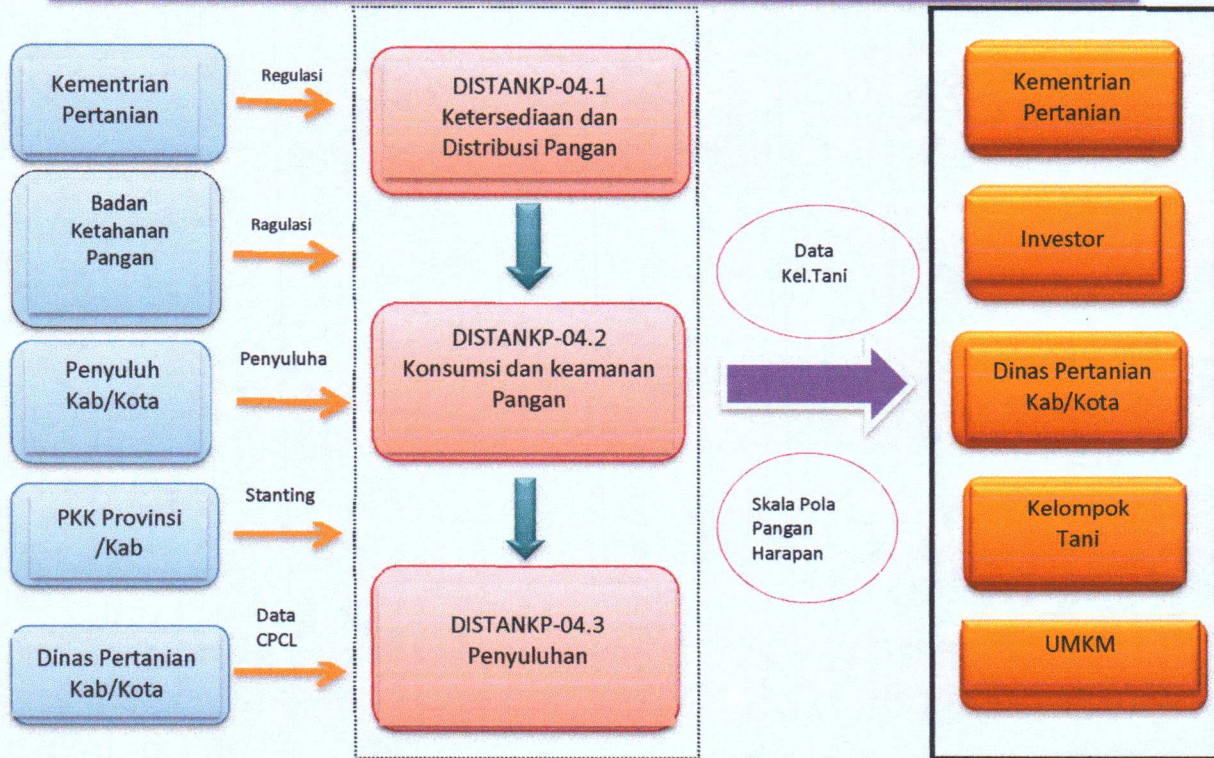 Kementrian
Pertanian
Regulasi
Badan
Ketahanan
Pangan
Ragulasi
Penyuluh
Kab/Kota
Penyuluha
PKK Provinsi
/Kab
Stanting
Dinas Pertanian
Kab/Kota
Data
CPCL
DISTANKP-04.1
Ketersediaan dan
Distribusi Pangan
DISTANKP-04.2
Konsumsi dan keamanan
Pangan
DISTANKP-04.3
Penyuluhan
Data
Kel.Tani
Skala Pola
Pangan
Harapan
Kementrian
Pertanian
Investor
Dinas Pertanian
Kab/Kota
Kelompok
Tani
UMKM